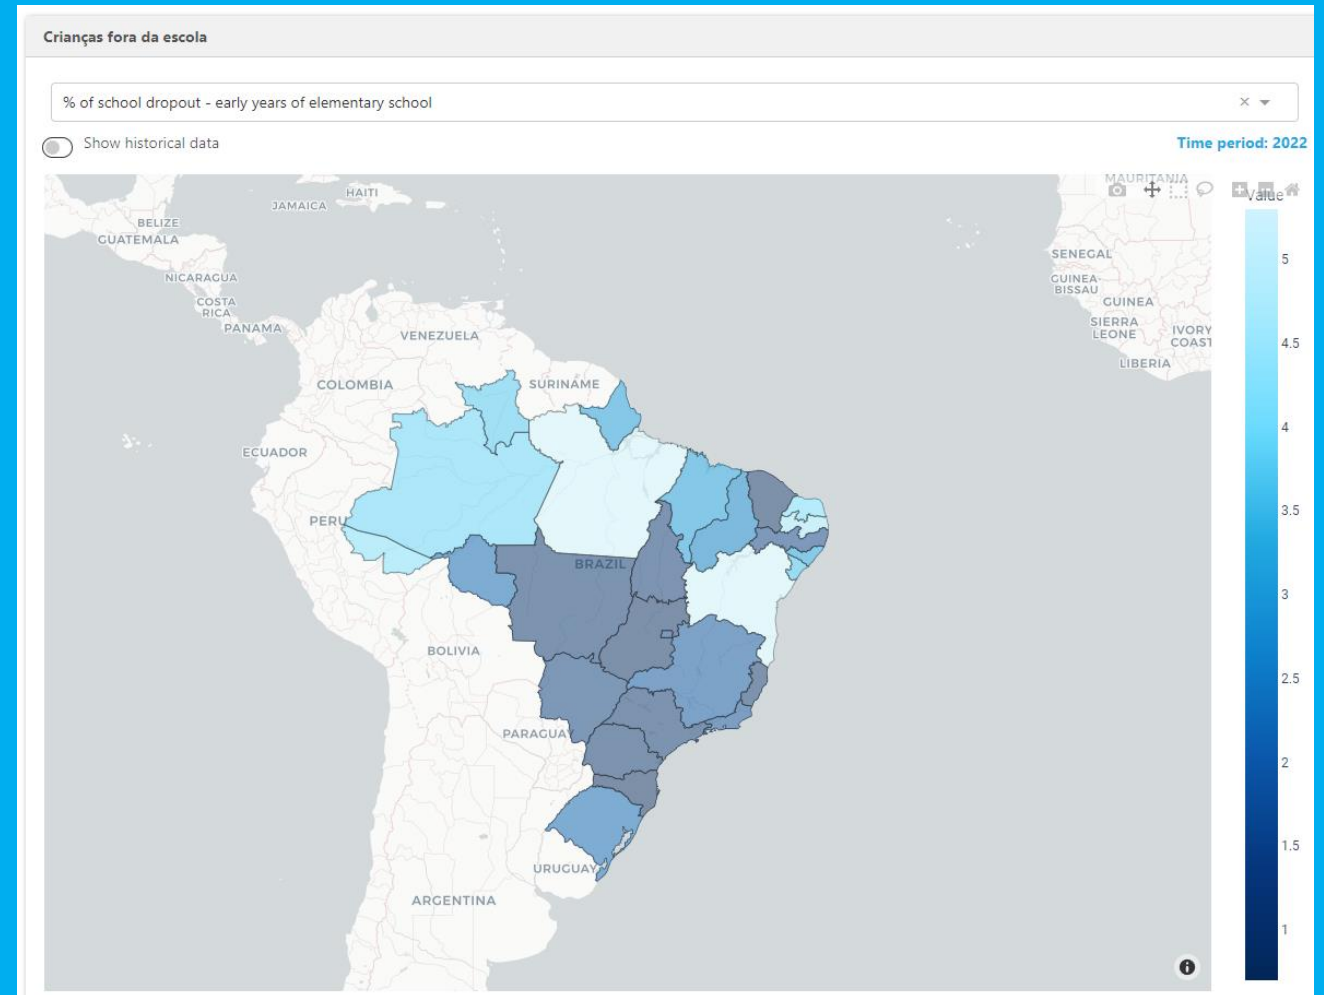 Crianças fora da escola
% of school dropout - early years of elementary school
Show historical data
Time period: 2022
HAITI
JAMAICA
BELIZE
GUATEMALA
NICARAGUA
COSTA
RICA
PANAMA
VENEZUELA
COLOMBIA
SURINAME
ECUADOR
PERU
BRAZIL
BOLIVIA
PARAGUAY
URUGUAY
ARGENTINA
MAURITANIA
SENEGAL
GUINEA-
BISSAU
GUINEA
SIERRA
LEONE
IVORY
COAST
LIBERIA
Value
5
4.5
4
3.5
3
2.5
2
1.5
1